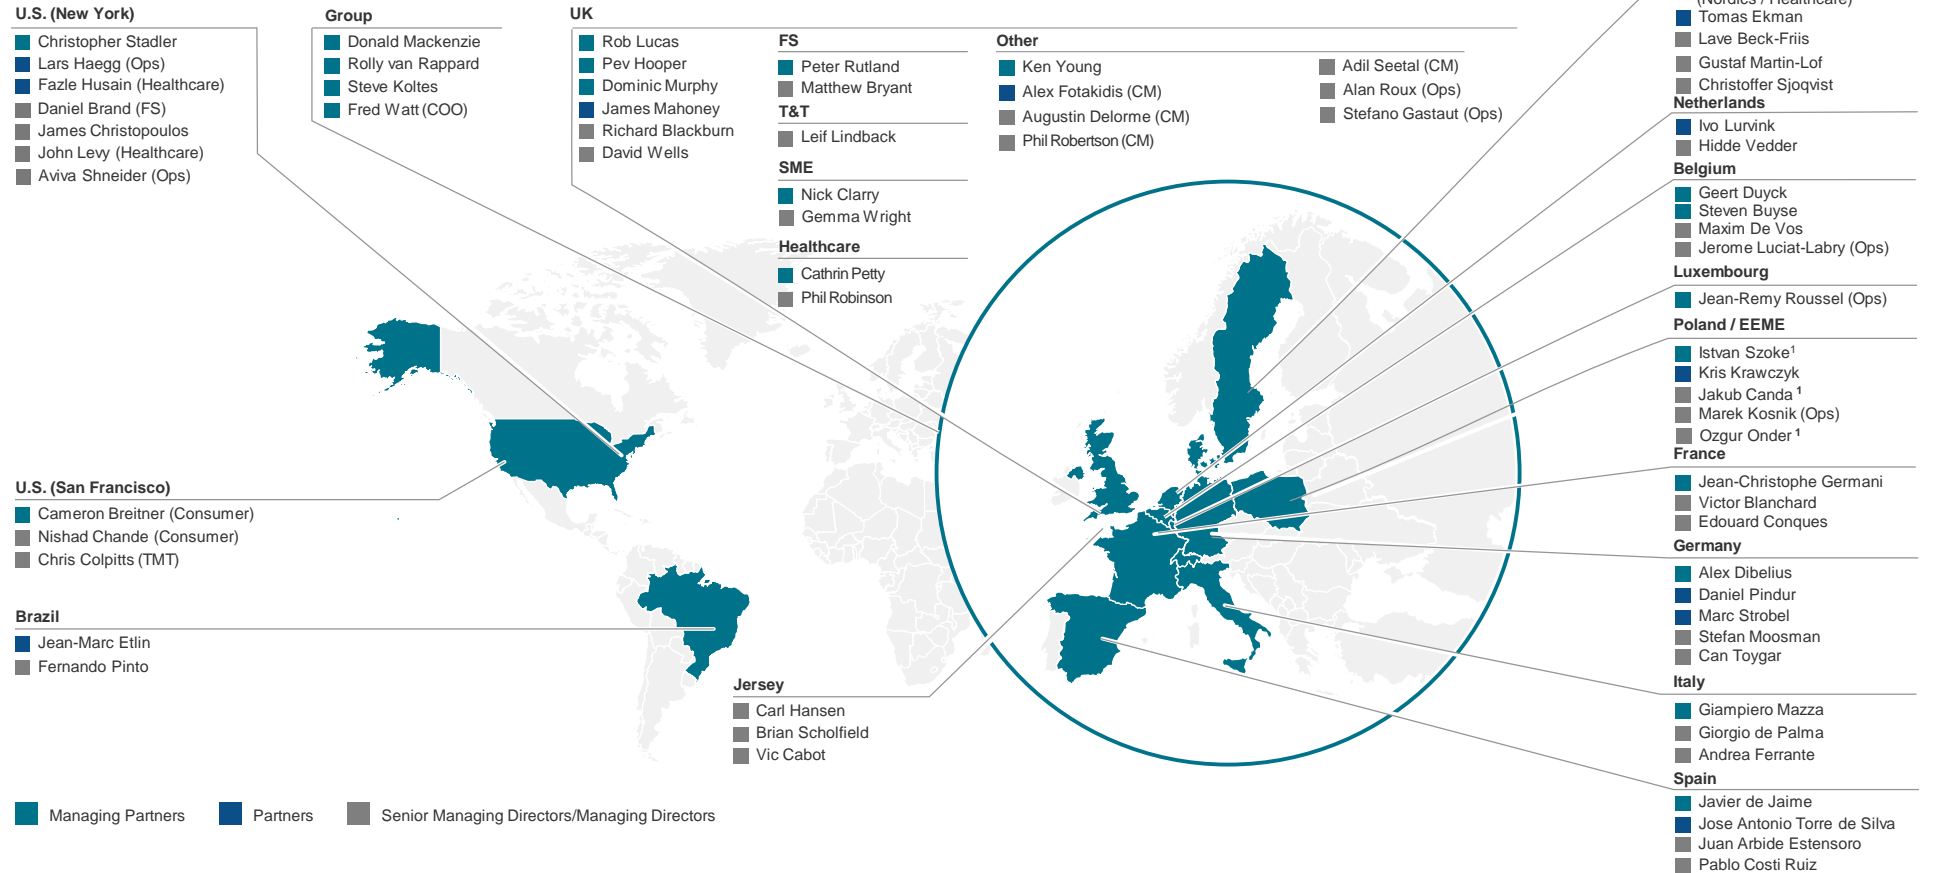 U.S. (New York)
Christopher Stadler
Lars Haegg (Ops)
Fazle Husain (Healthcare)
Daniel Brand (FS)
James Christopoulos
John Levy (Healthcare)
Aviva Shneider (Ops)
Group
Donald Mackenzie
Rolly van Rappard
Steve Koltes
Fred Watt (COO)
UK
Rob Lucas
Pev Hooper
Dominic Murphy
James Mahoney
Richard Blackburn
David Wells
FS
Peter Rutland
Matthew Bryant
T&T
Leif Lindback
SME
Nick Clarry
Gemma Wright
Healthcare
Cathrin Petty
Phil Robinson
Other
Ken Young
Alex Fotakidis (CM)
Augustin Delorme (CM)
Phil Robertson (CM)
Adil Seetal (CM)
Alan Roux (Ops)
Stefano Gastaut (Ops)
(Nordics / Healthcare)
Tomas Ekman
Lave Beck-Friis
Gustaf Martin-Lof
Christoffer Sjoqvist
Netherlands
Ivo Lurvink
Hidde Vedder
Belgium
Geert Duyck
Steven Buyse
Maxim De Vos
Jerome Luciat-Labry (Ops)
Luxembourg
Jean-Remy Roussel (Ops)
Poland / EEME
Istvan Szoke¹
Kris Krawczyk
Jakub Canda ¹
Marek Kosnik (Ops)
Ozgur Onder ¹
France
Jean-Christophe Germani
Victor Blanchard
Edouard Conques
Germany
Alex Dibelius
Daniel Pindur
Marc Strobel
Stefan Moosman
Can Toygar
Italy
Giampiero Mazza
Giorgio de Palma
Andrea Ferrante
Spain
Javier de Jaime
Jose Antonio Torre de Silva
Juan Arbide Estensoro
Pablo Costi Ruiz
U.S. (San Francisco)
Cameron Breitner (Consumer)
Nishad Chande (Consumer)
Chris Colpitts (TMT)
Brazil
Jean-Marc Etlin
Fernando Pinto
Jersey
Carl Hansen
Brian Scholfield
Vic Cabot
Managing Partners
Partners
Senior Managing Directors/Managing Directors